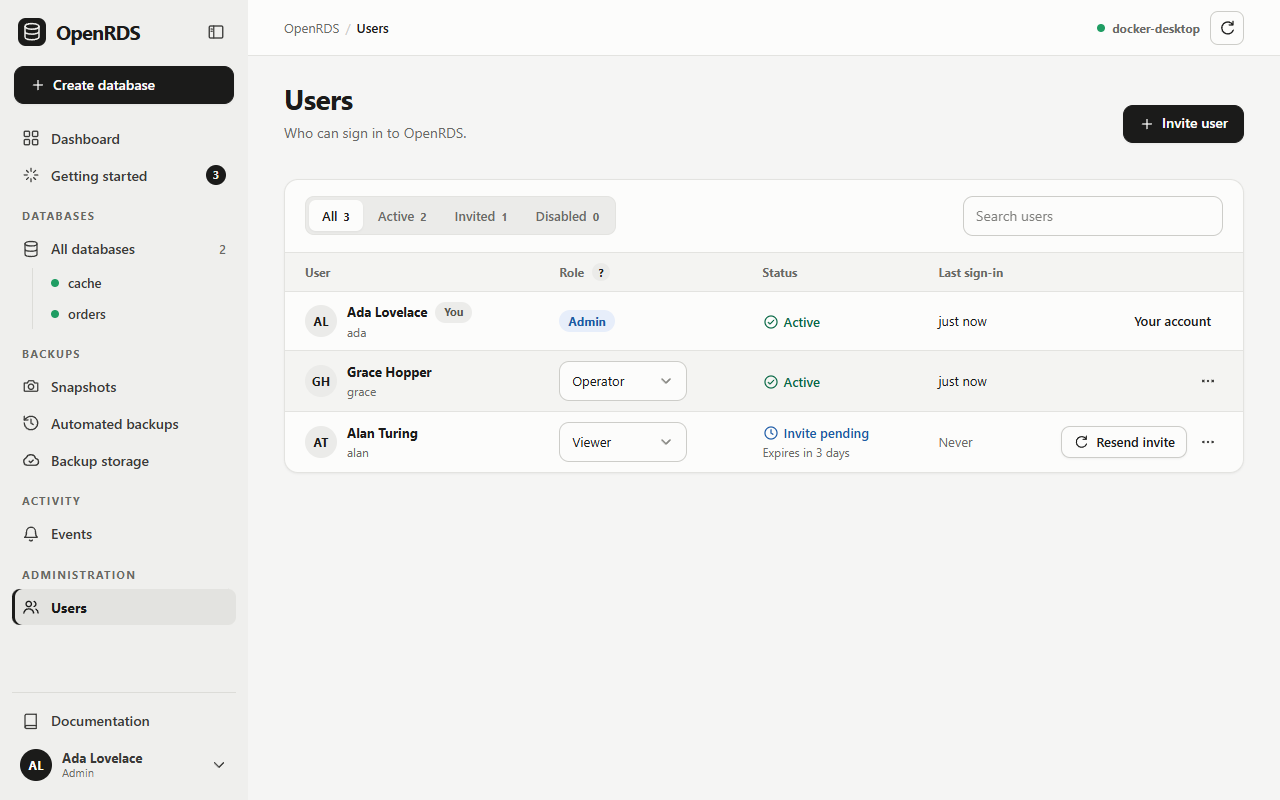 OpenRDS
Create database
Dashboard
Getting started 3
DATABASES
All databases 2
cache
orders
BACKUPS
Snapshots
Automated backups
Backup storage
ACTIVITY
Events
ADMINISTRATION
Users
Documentation
AL
Ada Lovelace
Admin
OpenRDS / Users
docker-desktop
Users
Who can sign in to OpenRDS.
Invite user
All 3 Active 2 Invited 1 Disabled 0
Search users
User Role ? Status Last sign-in
AL Ada Lovelace You Admin Active just now Your account
ada
GH Grace Hopper Operator Active just now
grace
AT Alan Turing Viewer Invite pending Never Resend invite
alan Expires in 3 days